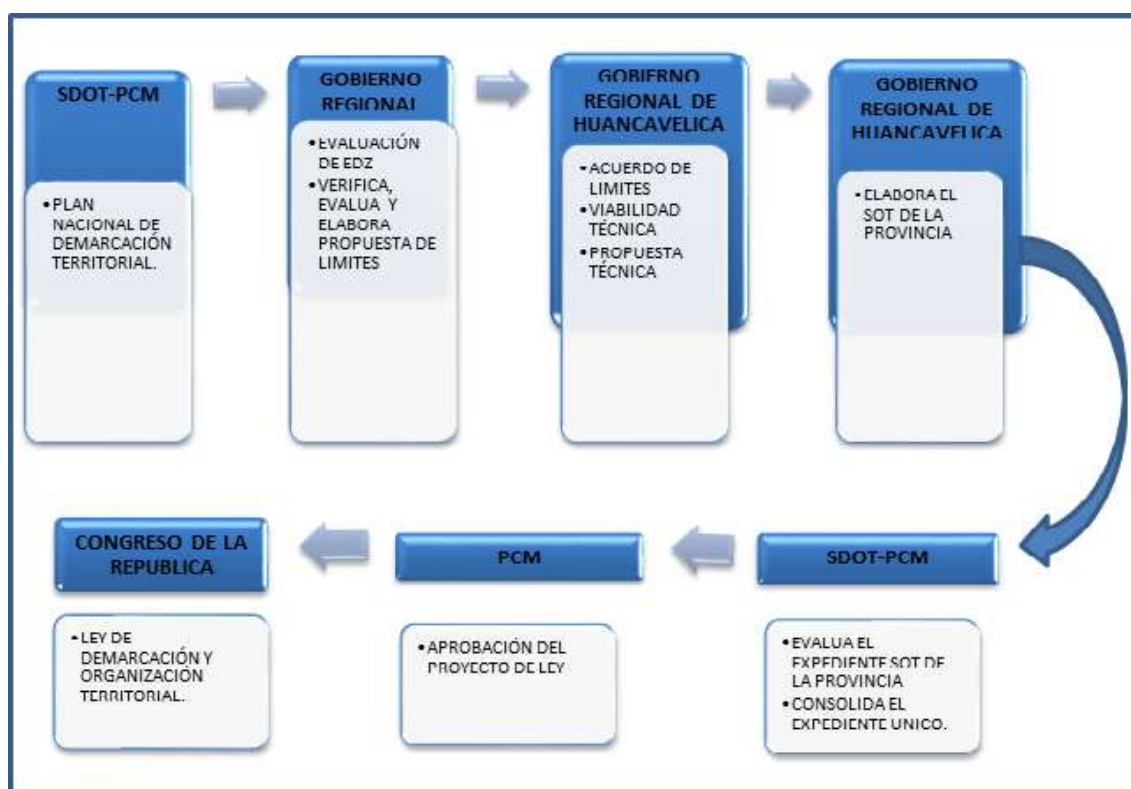 SDOT-PCM
•PLAN
NACIONAL DE
DEMARCACIÓN
TERRITORIAL.
GOBIERNO
REGIONAL
•EVALUACIÓN
DE EDZ
•VERIFICA,
EVALUA Y
ELABORA
PROPUESTA DE
LIMITES
GOBIERNO
REGIONAL DE
HUANCAVELICA
•ACUERDO DE
LIMITES
•VIABILIDAD
TÉCNICA
•PROPUESTA
TÉCNICA
GOBIERNO
REGIONAL DE
HUANCAVELICA
•ELABORA EL
SOT DE LA
PROVINCIA
SDOT-PCM
•EVALUA EL
EXPEDIENTE SOT DE
LA PROVINCIA
•CONSOLIDA EL
EXPEDIENTE UNICO.
PCM
•APROBACIÓN DEL
PROYECTO DE LEY
CONGRESO DE LA
REPUBLICA
•LEY DE
DEMARCACIÓN Y
ORGANIZACIÓN
TERRITORIAL.